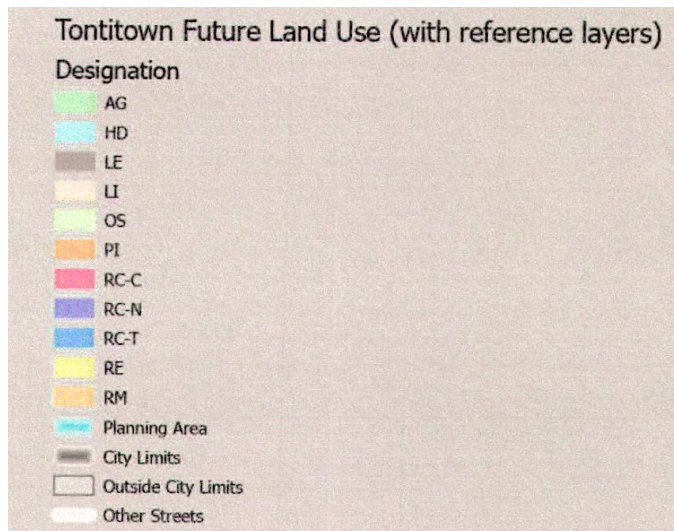 Tontitown Future Land Use (with reference layers)
Designation
AG
HD
LE
LI
OS
PI
RC-C
RC-N
RC-T
RE
RM
Planning Area
City Limits
Outside City Limits
Other Streets